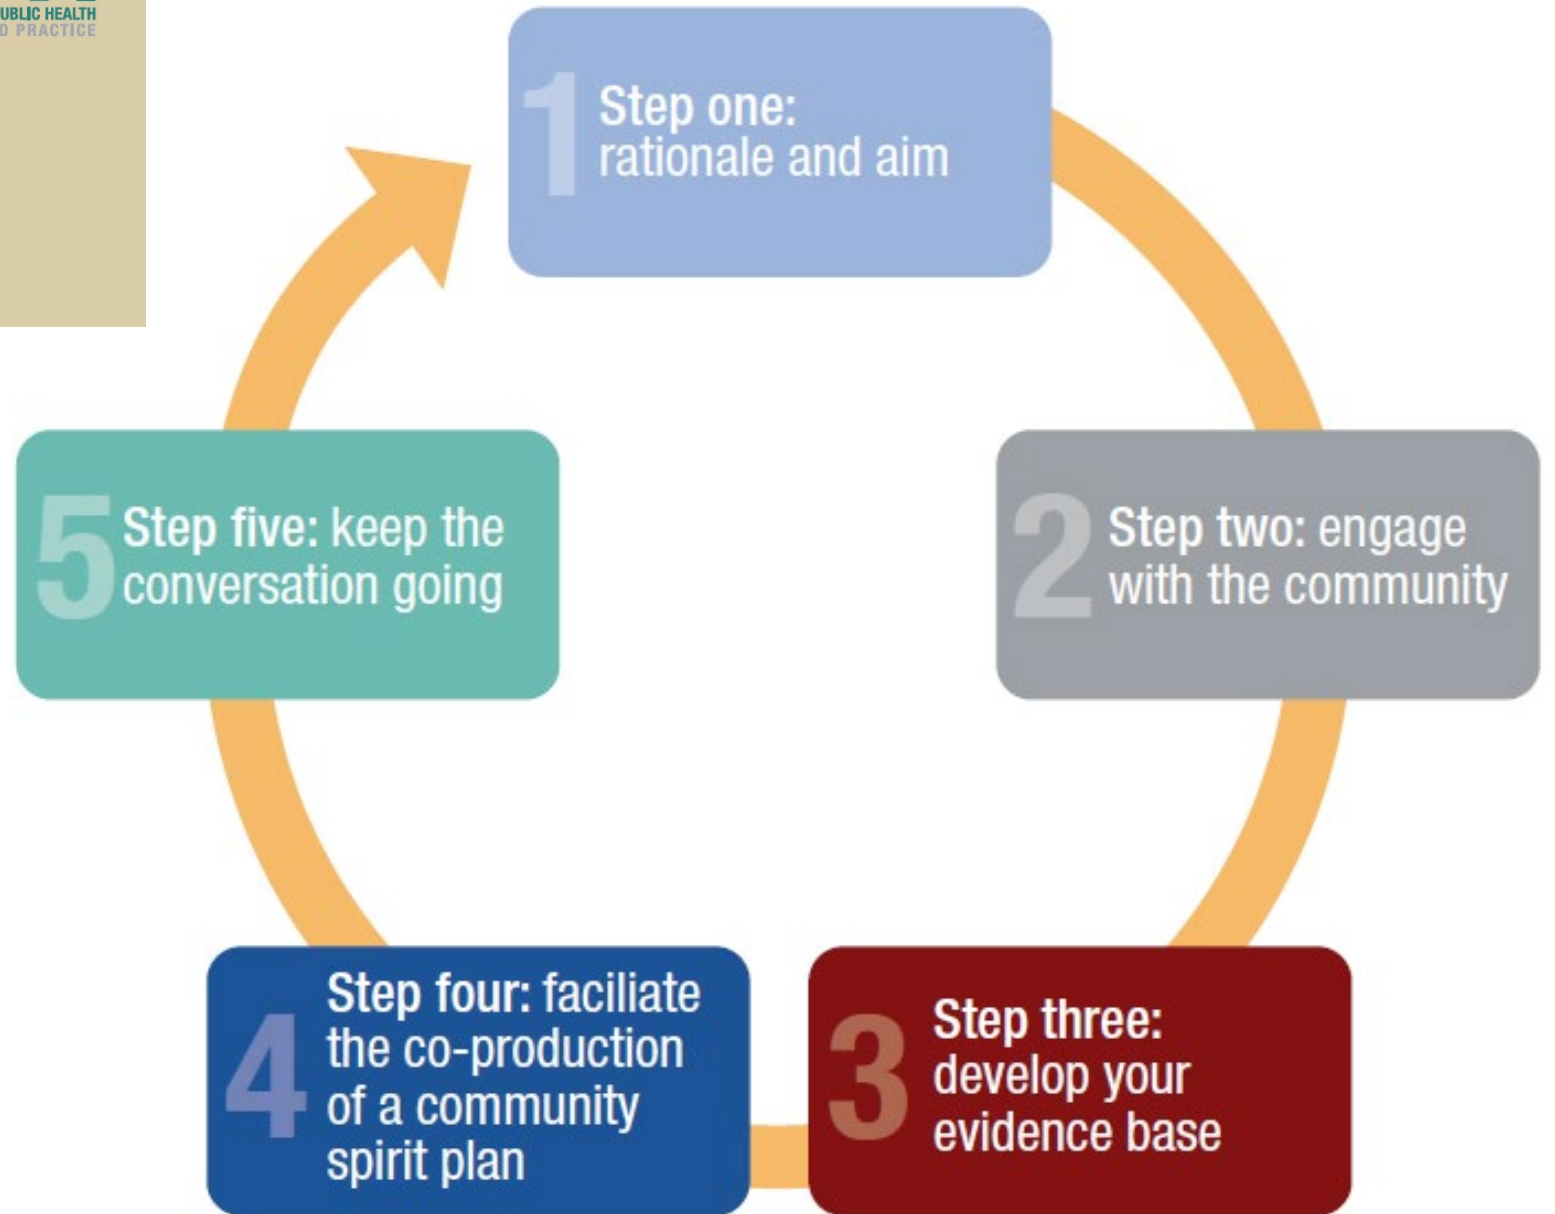 PUBLIC HEALTH
PRACTICE
1
Step one:
rationale and aim
2
Step two: engage
with the community
3
Step three:
develop your
evidence base
4
Step four: faciliate
the co-production
of a community
spirit plan
5
Step five: keep the
conversation going